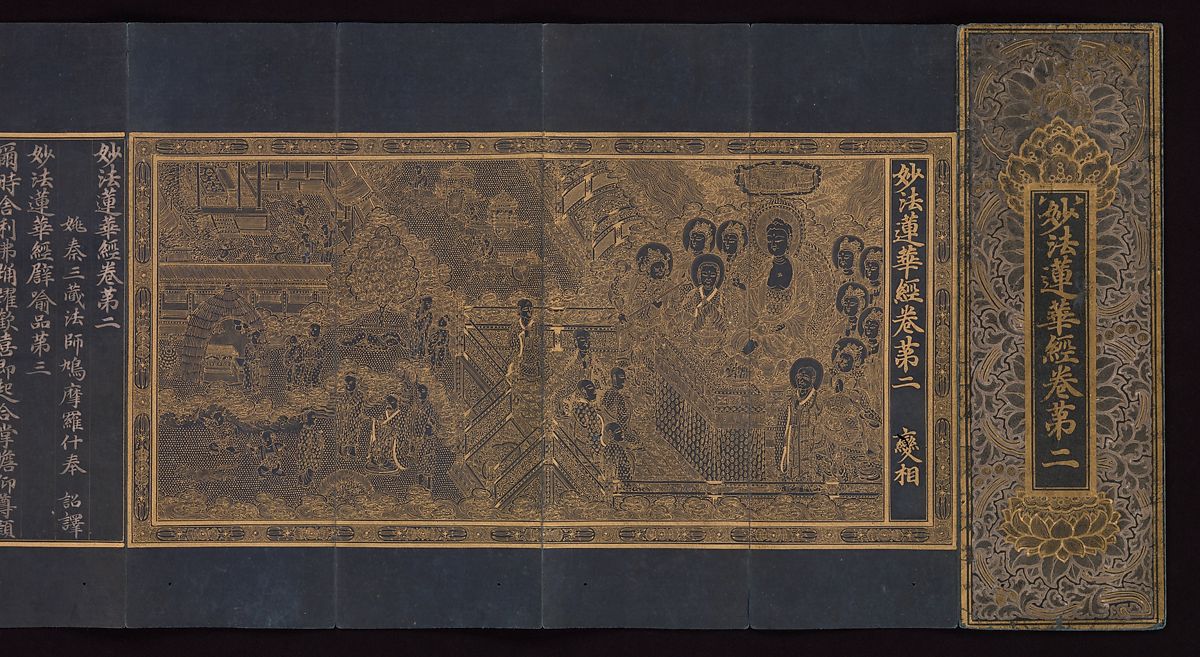 妙法蓮華經卷第二
妙法蓮華經卷第二 變相
妙法蓮華經卷第二
姚秦三藏法師鳩摩羅什奉 詔譯
妙法蓮華經譬喻品第三
爾時舍利弗踊躍歡喜即起合掌瞻仰尊顏